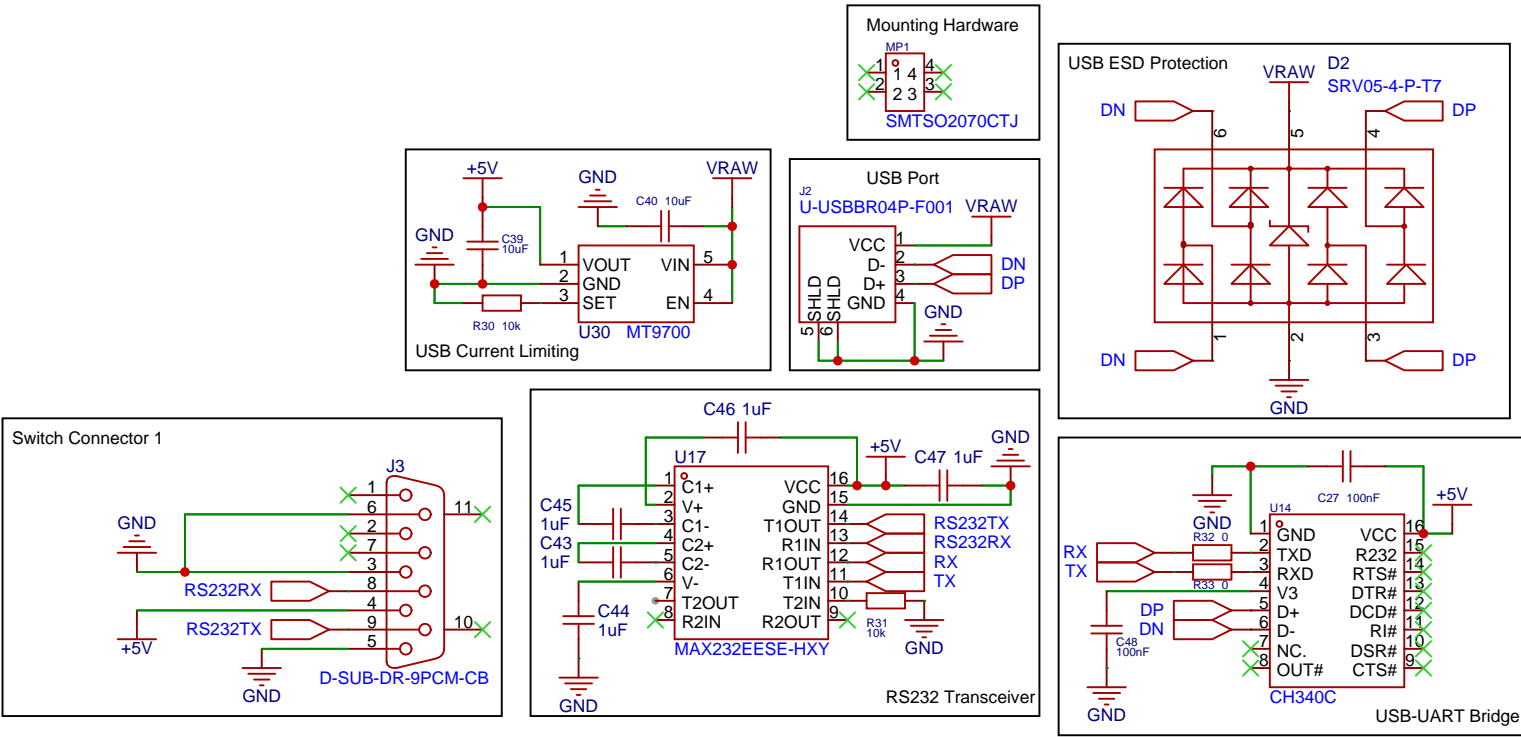 Mounting Hardware
MP1
1 1 4 4
2 2 3 3
SMTSO2070CTJ
USB ESD Protection
VRAW
D2
SRV05-4-P-T7
DN
DP
6
5
4
1
2
3
DN
DP
GND
+5V
GND
VRAW
C40 10uF
GND
C39
10uF
1 VOUT VIN 5
2 GND
3 SET EN 4
R30 10k
U30 MT9700
USB Current Limiting
USB Port
J2
U-USBBR04P-F001
VRAW
VCC 1
D- 2 DN
D+ 3 DP
GND 4
SHLD
SHLD
5
6
GND
Switch Connector 1
J3
1
6
11
GND
2
7
3
RS232RX
8
4
RS232TX
9
10
+5V
5
GND
D-SUB-DR-9PCM-CB
C46 1uF
GND
+5V
C47 1uF
U17
1 C1+ VCC 16
2 V+ GND 15
3 C1- T1OUT 14 RS232TX
4 C2+ R1IN 13 RS232RX
5 C2- R1OUT 12 RX
6 V- T1IN 11 TX
7 T2OUT T2IN 10
8 R2IN R2OUT 9
C45
1uF
C43
1uF
C44
1uF
R31
10k
GND
MAX232EESE-HXY
GND
RS232 Transceiver
C27 100nF
+5V
U14
GND
R32 0
1 GND VCC 16
RX 2 TXD R232 15
TX 3 RXD RTS# 14
R33 0
4 V3 DTR# 13
DP 5 D+ DCD# 12
DN 6 D- RI# 11
7 NC. DSR# 10
8 OUT# CTS# 9
C48
100nF
CH340C
GND
USB-UART Bridge